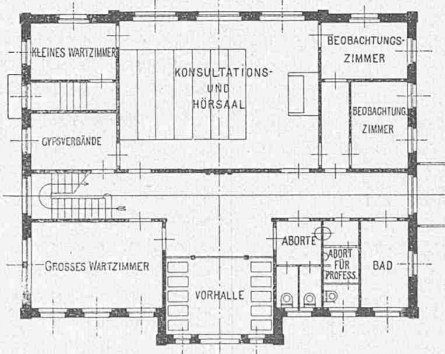 KLEINES WARTZIMMER
KONSULTATIONS-
UND
HÖRSAAL
BEOBACHTUNGS-
ZIMMER
GYPSVERBÄNDE
BEOBACHTUNG.
ZIMMER
GROSSES WARTZIMMER
VORHALLE
ABORTE
ABORT
FÜR
PROFESS.
BAD